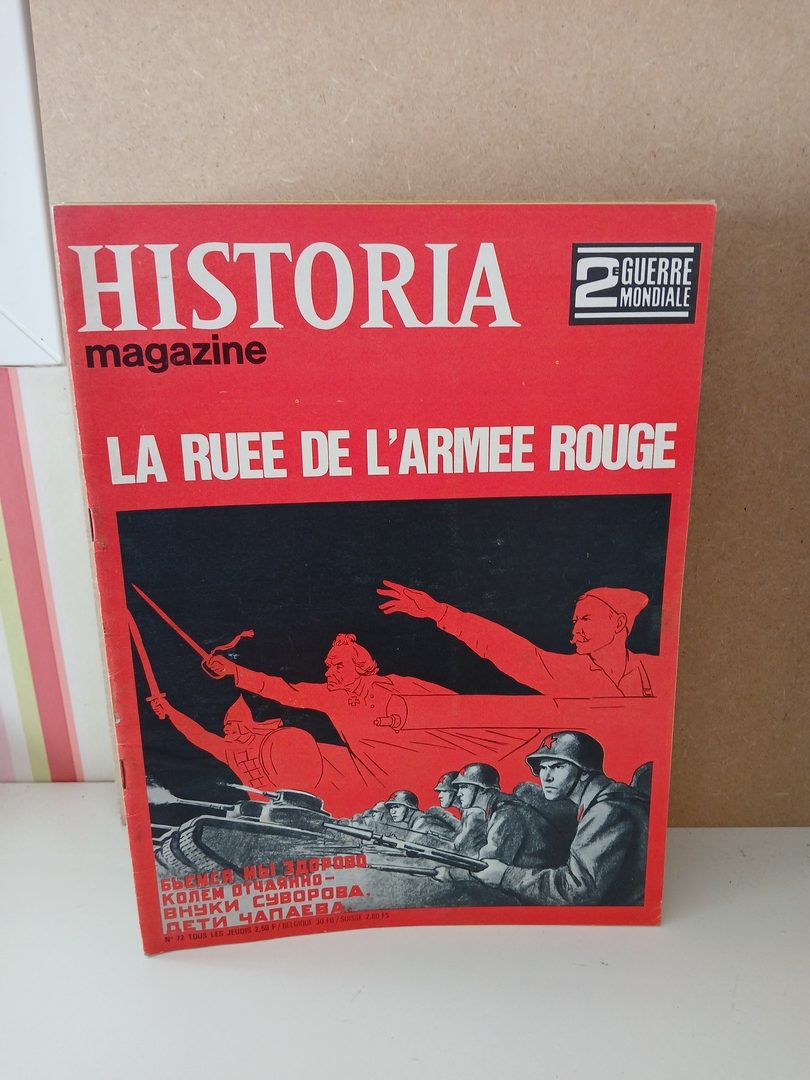 HISTORIA
magazine
2E GUERRE
MONDIALE
LA RUEE DE L'ARMEE ROUGE
БЬЕМСЯ МЫ ЗДОРОВО,
КОЛЕМ ОТЧАЯННО-
ВНУКИ СУВОРОВА,
ДЕТИ ЧАПАЕВА.
N° 72 TOUS LES JEUDIS 2,50 F / BELGIQUE 30 FB / SUISSE 2,80 FS